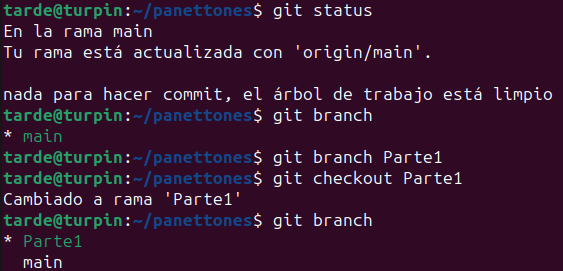 tarde@turpin:~/panettones$ git status
En la rama main
Tu rama está actualizada con 'origin/main'.
nada para hacer commit, el árbol de trabajo está limpio
tarde@turpin:~/panettones$ git branch
* main
tarde@turpin:~/panettones$ git branch Parte1
tarde@turpin:~/panettones$ git checkout Parte1
Cambiado a rama 'Parte1'
tarde@turpin:~/panettones$ git branch
* Parte1
  main